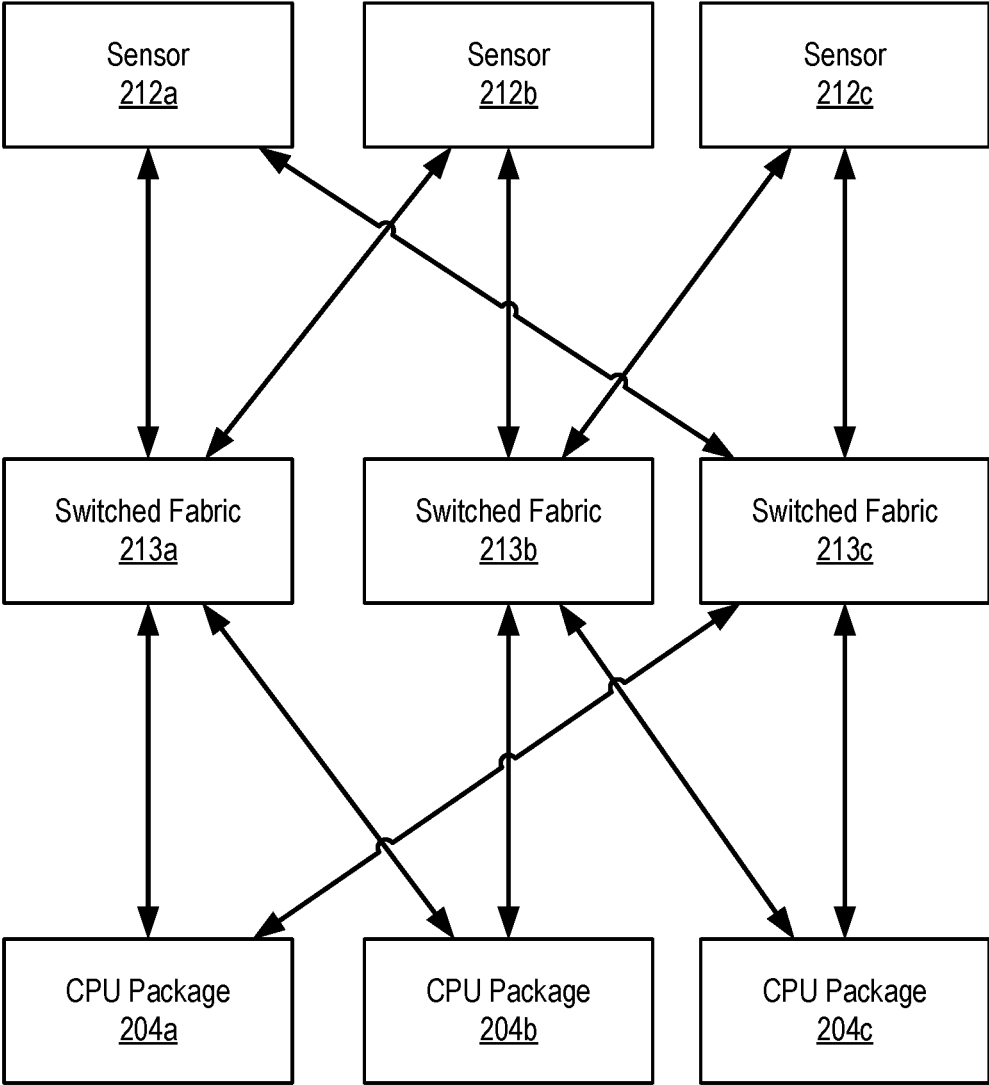 Sensor
212a
Sensor
212b
Sensor
212c
Switched Fabric
213a
Switched Fabric
213b
Switched Fabric
213c
CPU Package
204a
CPU Package
204b
CPU Package
204c